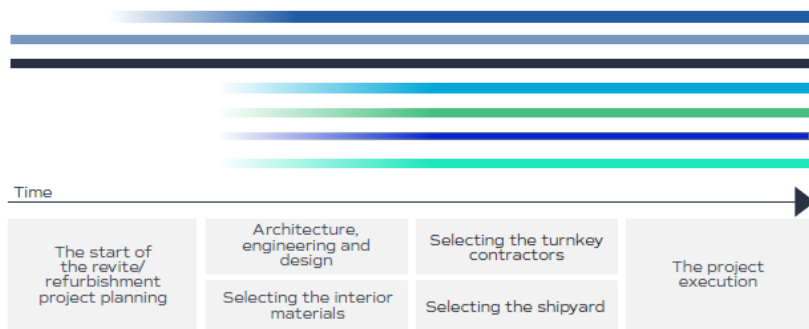 Time
The start of
the revite/
refurbishment
project planning
Architecture,
engineering and
design
Selecting the interior
materials
Selecting the turnkey
contractors
Selecting the shipyard
The project
execution